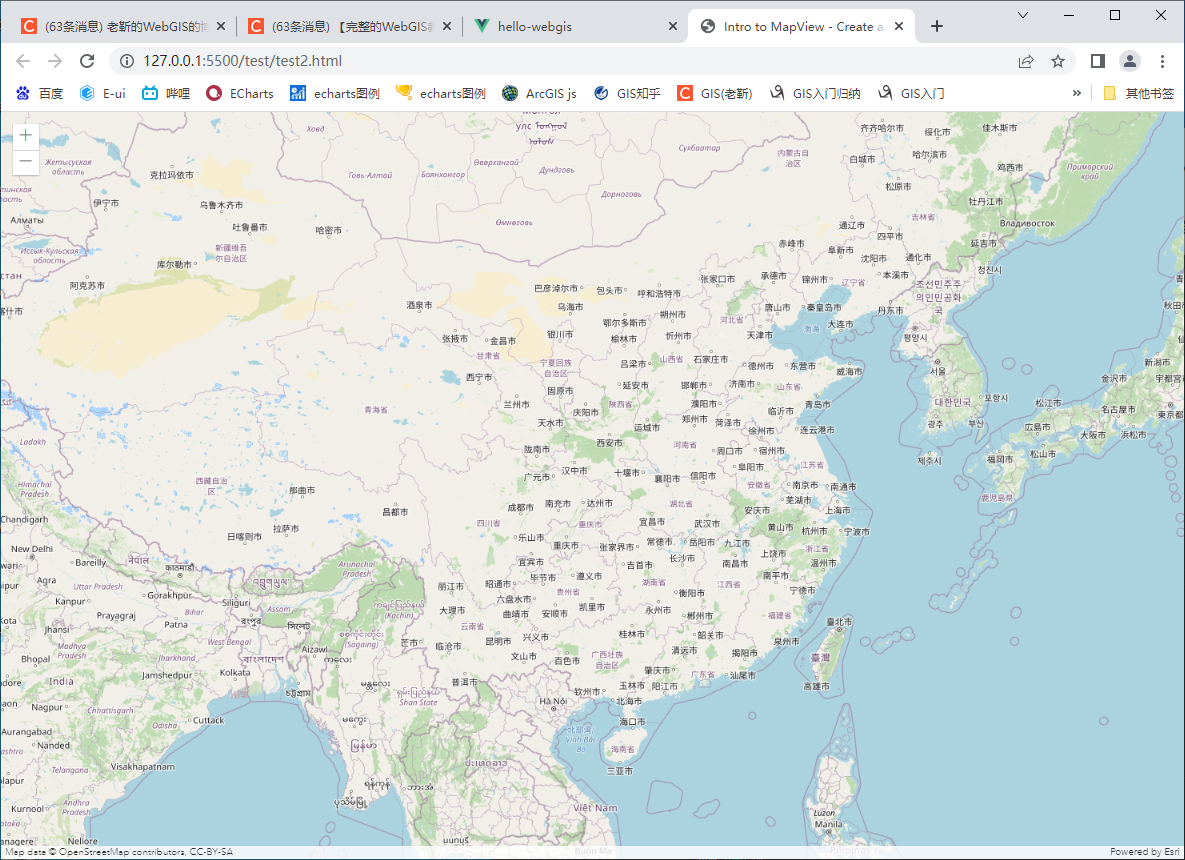 (63条消息) 老靳的WebGIS的
(63条消息) 【完整的WebGIS
hello-webgis
Intro to MapView - Create a
127.0.0.1:5500/test/test2.html
百度
E-ui
哔哩
ECharts
echarts图例
echarts图例
ArcGIS js
GIS知乎
GIS(老靳)
GIS入门归纳
GIS入门
»
其他书签
+
−
Ховд
улс
Сүхбаатар
内蒙古自治区
齐齐哈尔市
绥化市
佳木斯市
Жетысуская область
克拉玛依市
Говь-Алтай
Баянхонгор
Өвөрхангай
Дундговь
Дорноговь
白城市
哈尔滨市
鸡西市
Приморский край
伊宁市
乌鲁木齐市
松原市
牡丹江市
Алматы
吐鲁番市
哈密市
Өмнөговь
通辽市
吉林省
Владивосток
Иссык-Кульская область
新疆维吾尔自治区
库尔勒市
赤峰市
阜新市
四平市
沈阳市
通化市
延吉市
청진시
阿克苏市
张家口市
承德市
锦州市
本溪市
辽宁省
조선민주주의인민공화국
酒泉市
巴彦淖尔市
包头市
呼和浩特市
乌海市
唐山市
秦皇岛市
丹东市
朔州市
河北省
鄂尔多斯市
渤海
大连市
张掖市
金昌市
银川市
榆林市
忻州市
天津市
평양시
甘肃省
宁夏回族自治区
吕梁市
山西省
石家庄市
德州市
东营市
威海市
서울
新潟市
西宁市
固原市
延安市
邯郸市
济南市
山东省
金沢市
宇都宮市
青海省
兰州市
庆阳市
陕西省
濮阳市
临沂市
青岛市
대한민국
포항시
松江市
名古屋市
东京都
天水市
运城市
郑州市
菏泽市
徐州市
连云港市
광주
부산
広島市
大阪市
浜松市
Ladakh
陇南市
西安市
河南省
周口市
宿州市
제주시
福岡市
松山市
Himachal Pradesh
西藏自治区
那曲市
广元市
汉中市
十堰市
襄阳市
信阳市
阜阳市
江苏省
安徽省
南京市
南通市
鹿児島県
Chandigarh
昌都市
成都市
南充市
达州市
湖北省
安庆市
芜湖市
上海市
拉萨市
日喀则市
四川省
重庆市
宜昌市
武汉市
黄山市
杭州市
宁波市
New Delhi
Bareilly
नेपाल
काठमाडौं
Arunachal Pradesh
乐山市
重庆市
张家界市
常德市
岳阳市
九江市
浙江省
Agra
Uttar Pradesh
宜宾市
吉首市
长沙市
南昌市
上饶市
温州市
Kanpur
Gorakhpur
Siliguri
Assam
丽江市
昭通市
毕节市
遵义市
湖南省
江西省
南平市
Prayagraj
Bihar
大理市
六盘水市
贵州省
衡阳市
宁德市
Jhansi
Patna
曲靖市
安顺市
凯里市
永州市
郴州市
福建省
臺北市
Madhya Pradesh
West Bengal
Aizawl
芒市
临沧市
云南省
昆明市
兴义市
桂林市
韶关市
泉州市
Bhopal
Jharkhand
বাংলাদেশ
文山市
百色市
广西壮族自治区
清远市
揭阳市
臺灣
India
Jamshedpur
Kolkata
普洱市
肇庆市
广东省
汕尾市
高雄市
Nagpur
Chhattisgarh
Shan State
钦州市
玉林市
阳江市
Odisha
Cuttack
Hà Nội
北海市
Aurangabad
北部湾
海口市
Nanded
海南省
Telangana
Visakhapatnam
三亚市
Andhra Pradesh
Kurnool
Việt Nam
Luzon
Manila
Nellore
Buôn Ma
Map data © OpenStreetMap contributors, CC-BY-SA
Powered by Esri